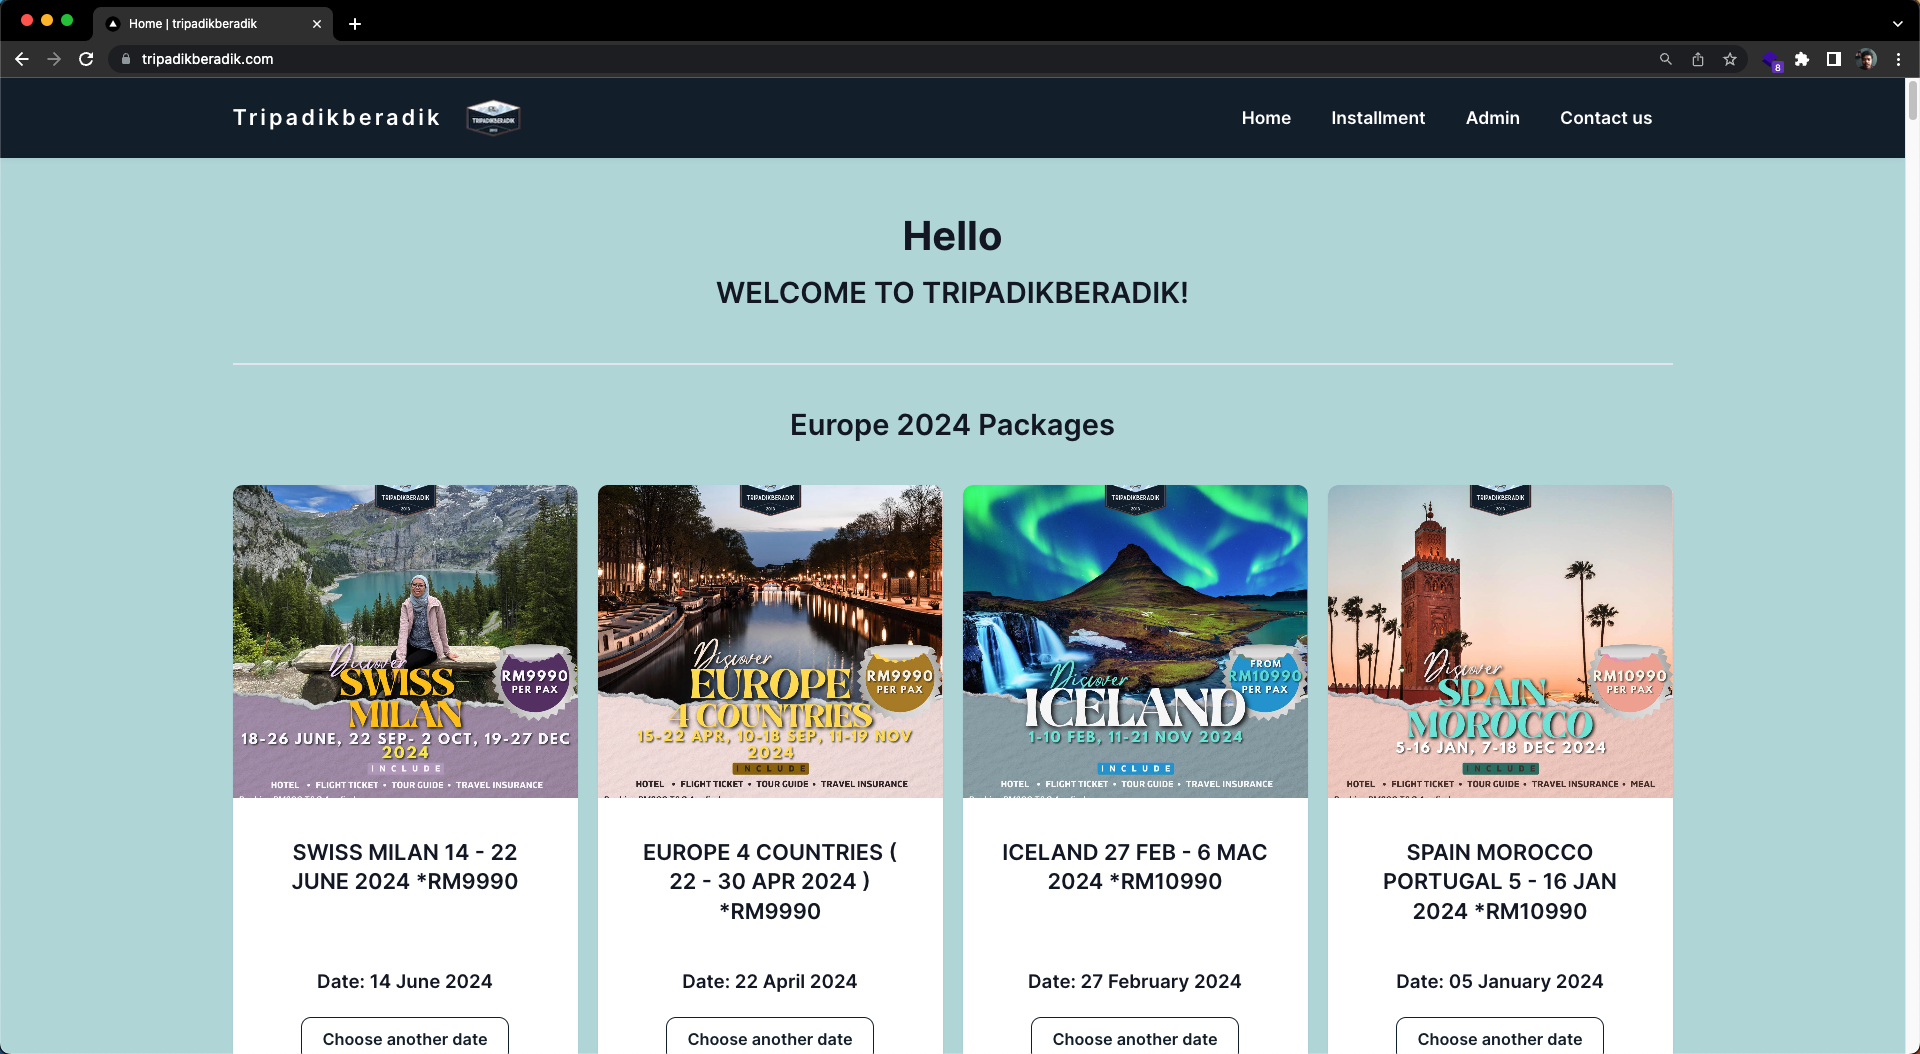 Home | tripadikberadik
tripadikberadik.com
8
Tripadikberadik
TRIPADIKBERADIK
Home
Installment
Admin
Contact us
Hello
WELCOME TO TRIPADIKBERADIK!
Europe 2024 Packages
TRIPADIKBERADIK
2013
Discover
SWISS
MILAN
RM9990
PER PAX
18-26 JUNE, 22 SEP- 2 OCT, 19-27 DEC
2024
INCLUDE
HOTEL • FLIGHT TICKET • TOUR GUIDE • TRAVEL INSURANCE
SWISS MILAN 14 - 22
JUNE 2024 *RM9990
Date: 14 June 2024
Choose another date
TRIPADIKBERADIK
2013
Discover
EUROPE
4 COUNTRIES
RM9990
PER PAX
15-22 APR, 10-18 SEP, 11-19 NOV
2024
INCLUDE
HOTEL • FLIGHT TICKET • TOUR GUIDE • TRAVEL INSURANCE
EUROPE 4 COUNTRIES (
22 - 30 APR 2024 )
*RM9990
Date: 22 April 2024
Choose another date
TRIPADIKBERADIK
2013
Discover
ICELAND
FROM
RM10990
PER PAX
1-10 FEB, 11-21 NOV 2024
INCLUDE
HOTEL • FLIGHT TICKET • TOUR GUIDE • TRAVEL INSURANCE
ICELAND 27 FEB - 6 MAC
2024 *RM10990
Date: 27 February 2024
Choose another date
TRIPADIKBERADIK
2013
Discover
SPAIN
MOROCCO
RM10990
PER PAX
5-16 JAN, 7-18 DEC 2024
INCLUDE
HOTEL • FLIGHT TICKET • TOUR GUIDE • TRAVEL INSURANCE • MEAL
SPAIN MOROCCO
PORTUGAL 5 - 16 JAN
2024 *RM10990
Date: 05 January 2024
Choose another date